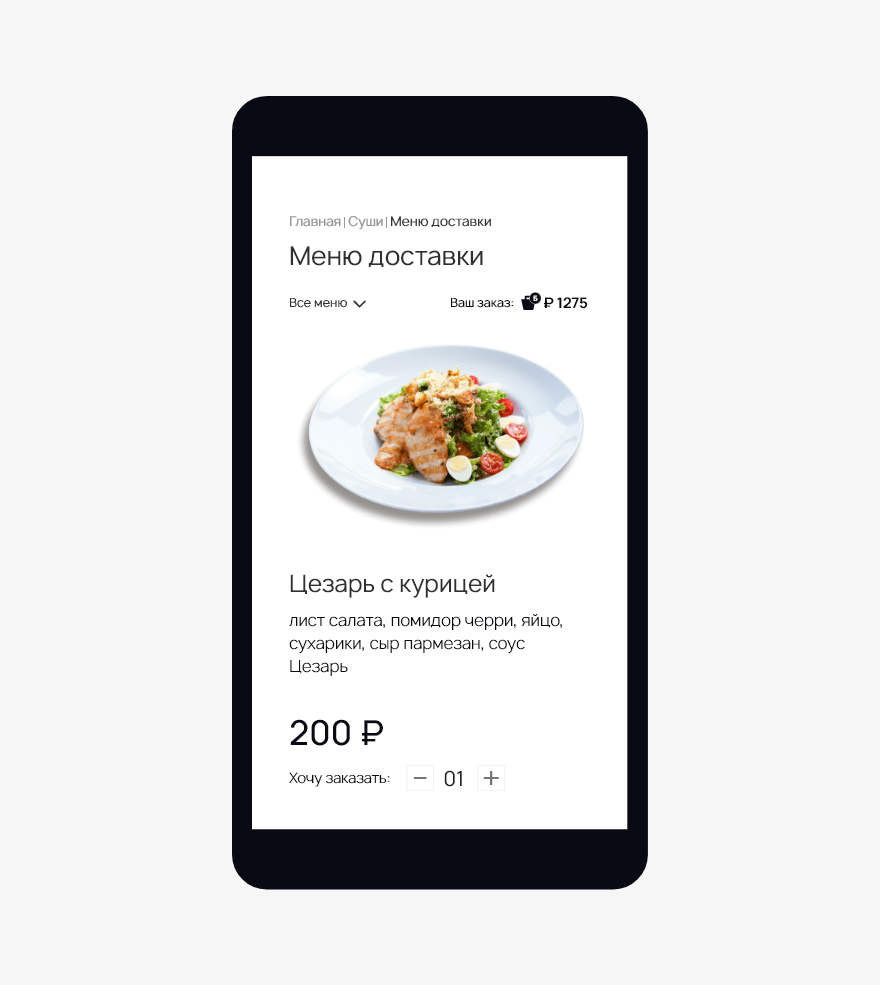 Главная | Суши | Меню доставки
Меню доставки
Все меню
Ваш заказ: 5 ₽ 1275
Цезарь с курицей
лист салата, помидор черри, яйцо,
сухарики, сыр пармезан, соус
Цезарь
200 ₽
Хочу заказать: − 01 +